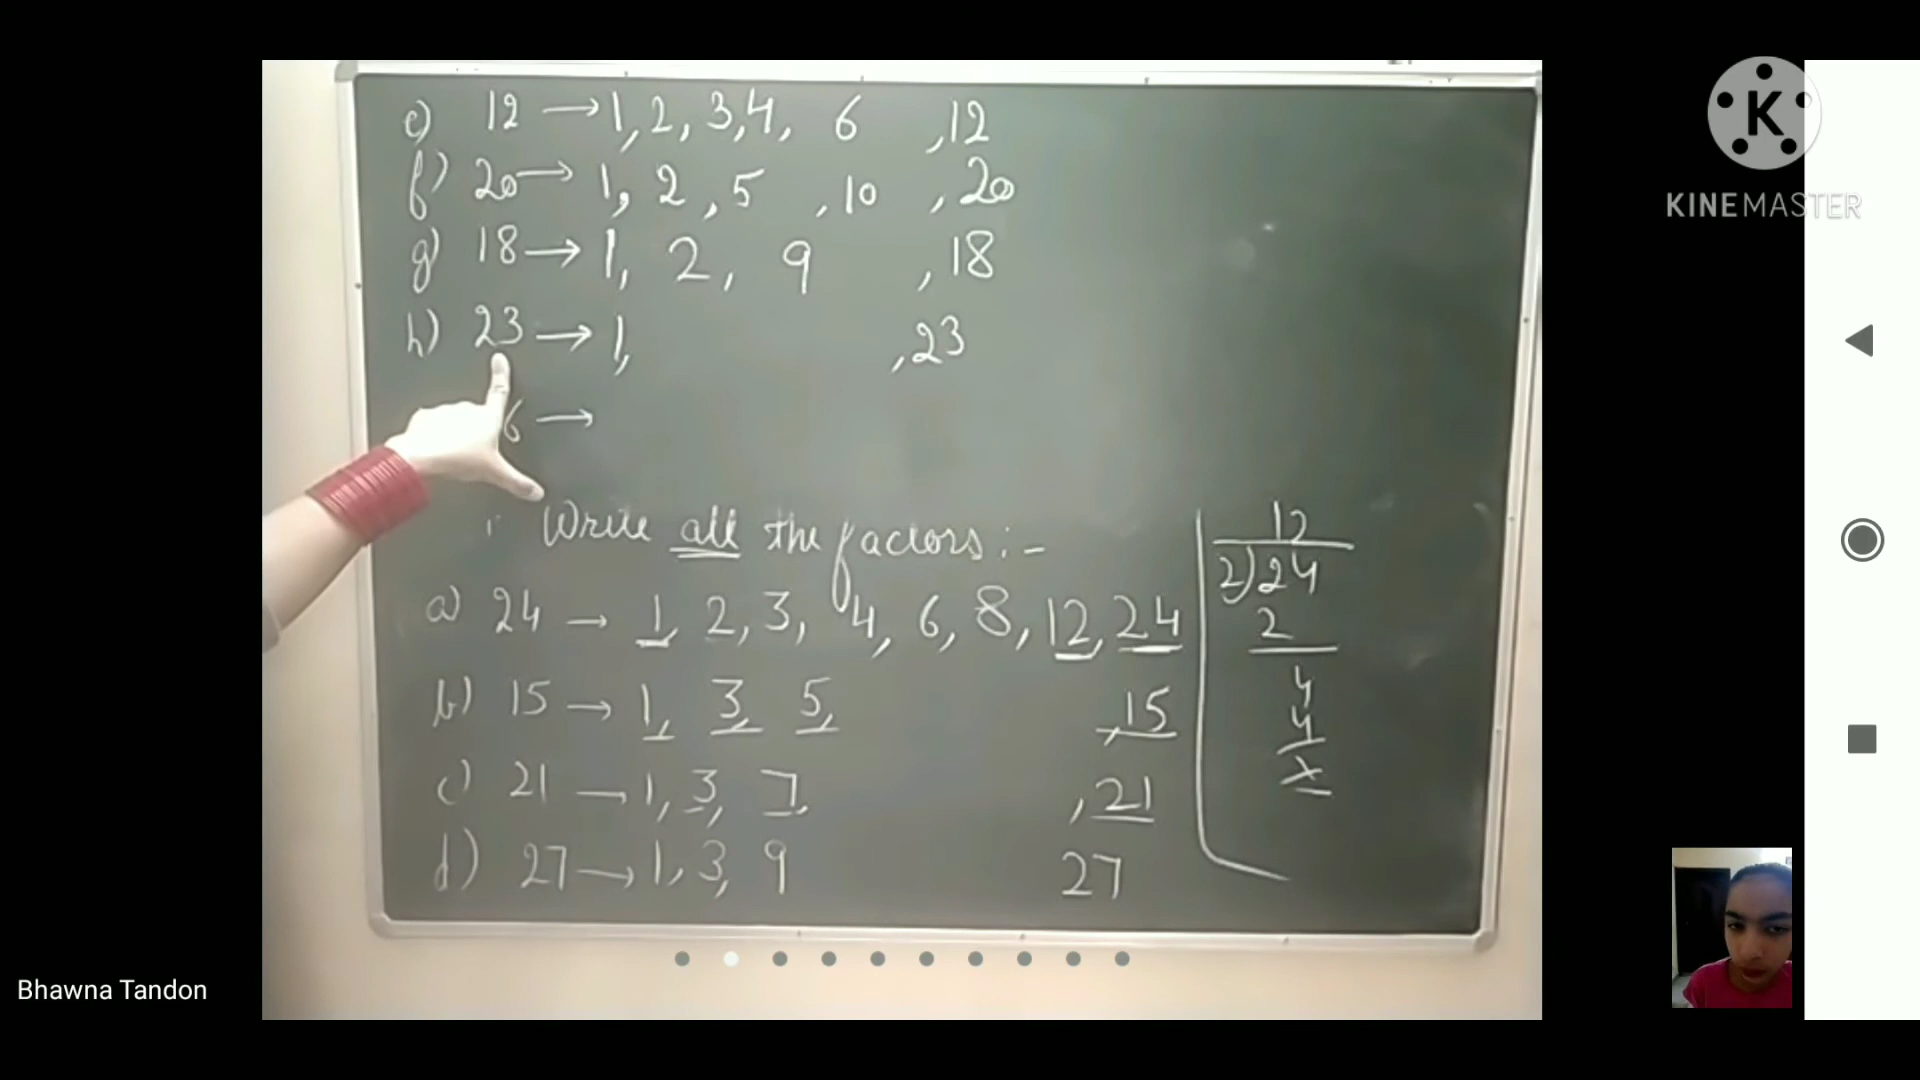 e) 12 → 1, 2, 3, 4, 6, 12
f) 20 → 1, 2, 5, 10, 20
g) 18 → 1, 2, 9, 18
h) 23 → 1, , 23
6 →
Write all the factors :-
a) 24 → 1, 2, 3, 4, 6, 8, 12, 24
b) 15 → 1, 3 5, , 15
c) 21 → 1, 3, 7, , 21
d) 27 → 1, 3, 9 27
12
2)24
2
4
4
x
K
KINEMASTER
Bhawna Tandon